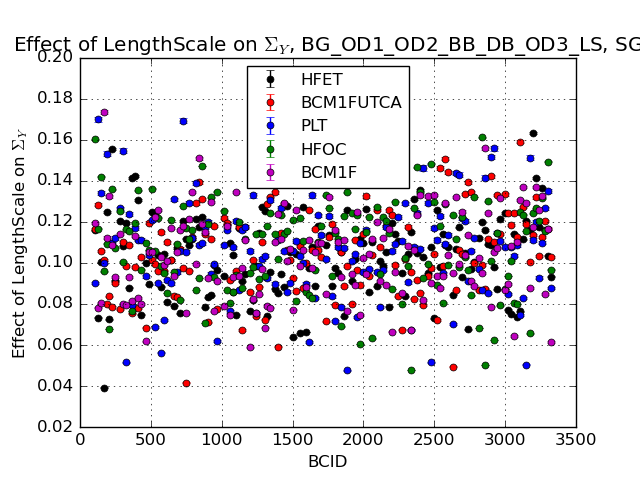 Effect of LengthScale on Σ_Y, BG_OD1_OD2_BB_DB_OD3_LS, SG
0.20
0.18
0.16
0.14
0.12
0.10
0.08
0.06
0.04
0.02
Effect of LengthScale on Σ_Y
HFET
BCM1FUTCA
PLT
HFOC
BCM1F
0 500 1000 1500 2000 2500 3000 3500
BCID